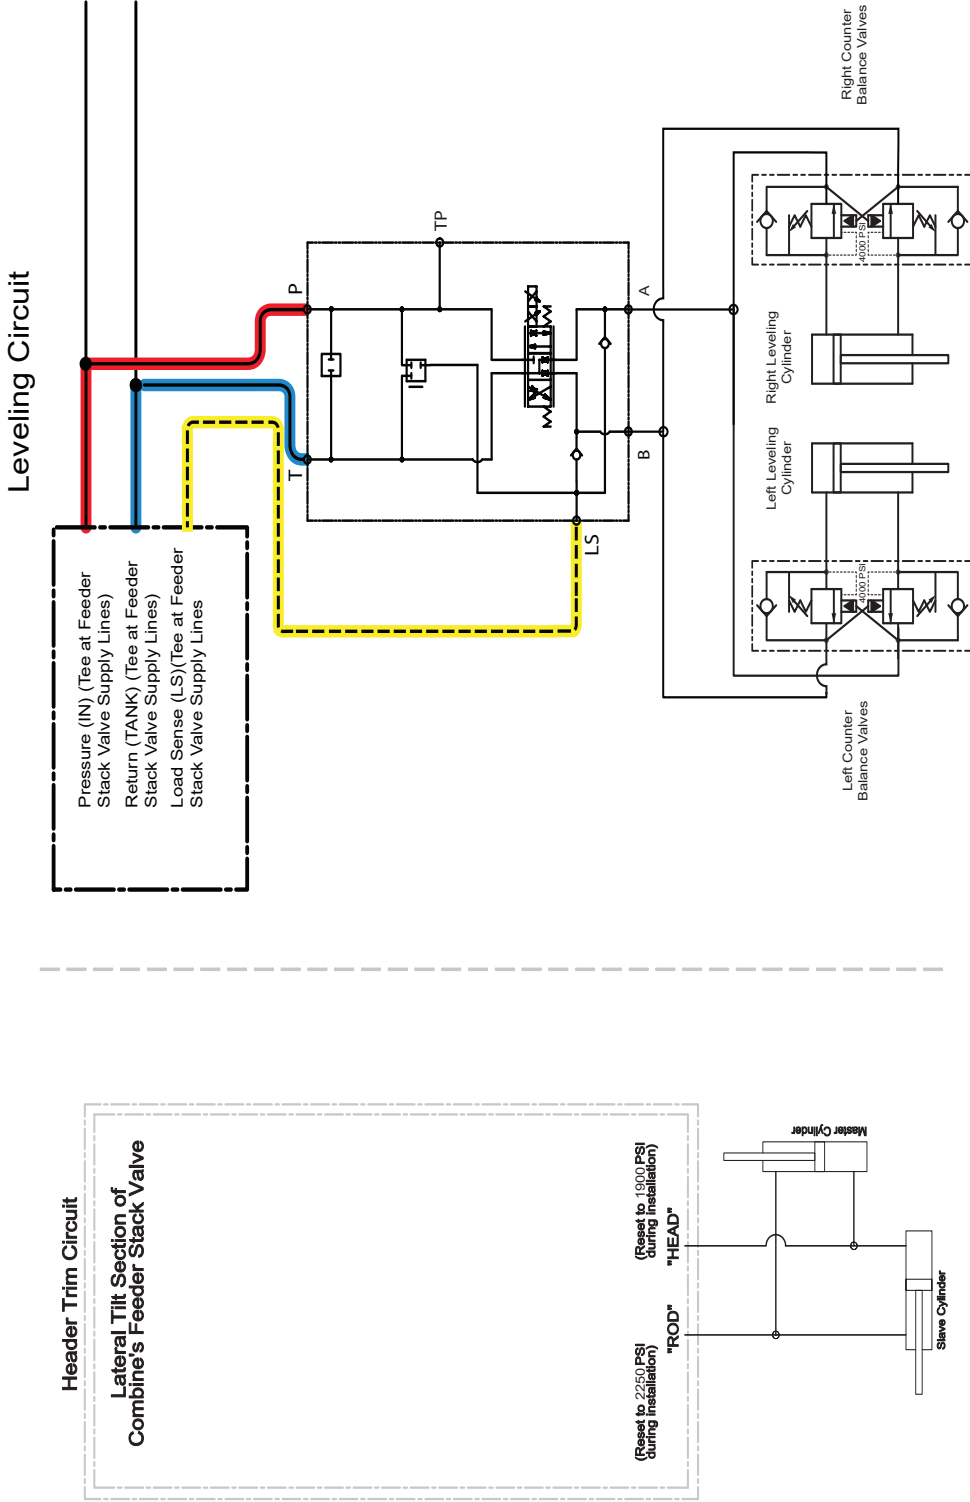 Leveling Circuit
Pressure (IN) (Tee at Feeder
Stack Valve Supply Lines)
Return (TANK) (Tee at Feeder
Stack Valve Supply Lines)
Load Sense (LS)(Tee at Feeder
Stack Valve Supply Lines
P
T
TP
LS
A
B
Right Counter
Balance Valves
4000 PSI
Right Leveling
Cylinder
Left Leveling
Cylinder
4000 PSI
Left Counter
Balance Valves
Header Trim Circuit
Lateral Tilt Section of
Combine's Feeder Stack Valve
(Reset to 2250 PSI
during installation)
"ROD"
(Reset to 1900 PSI
during installation)
"HEAD"
Master Cylinder
Slave Cylinder